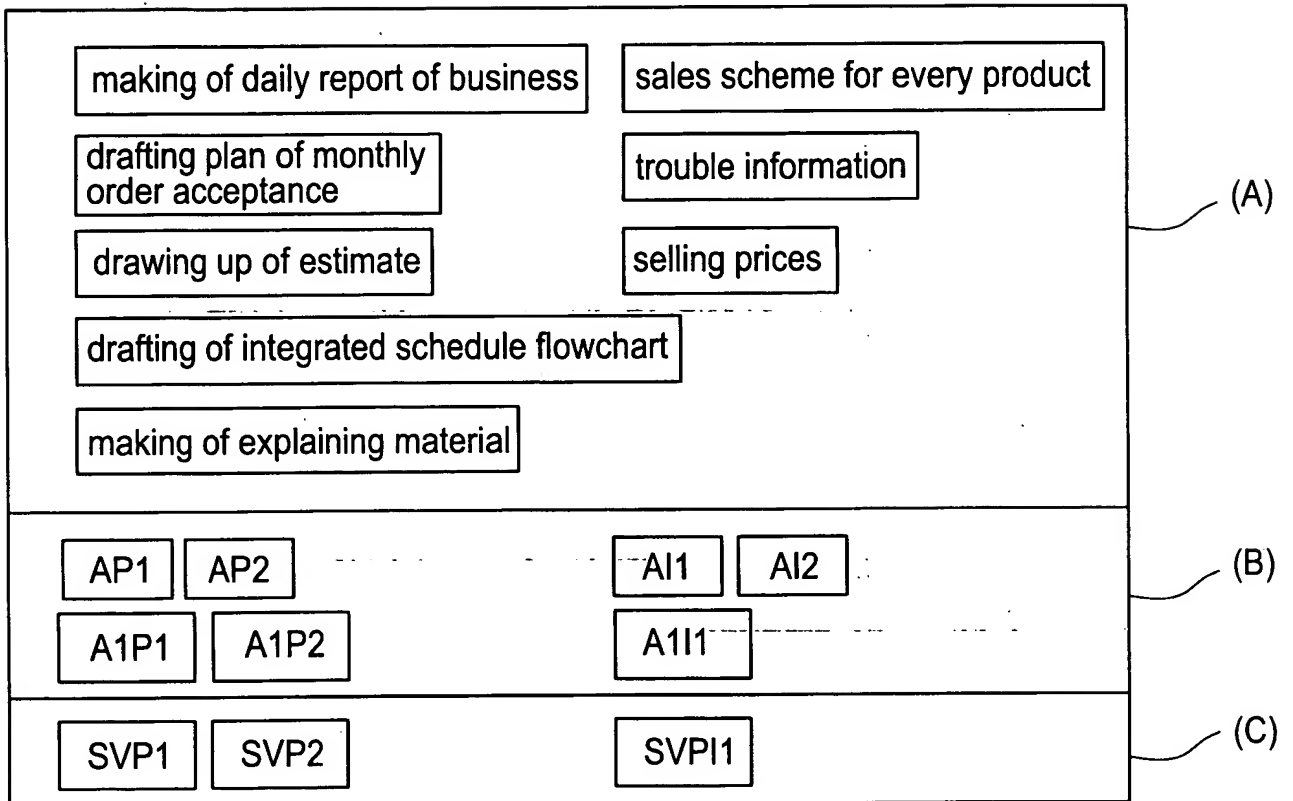 making of daily report of business
sales scheme for every product
drafting plan of monthly
order acceptance
trouble information
(A)
drawing up of estimate
selling prices
drafting of integrated schedule flowchart
making of explaining material
AP1 AP2 AI1 AI2
(B)
A1P1 A1P2 A1I1
SVP1 SVP2 SVPI1
(C)